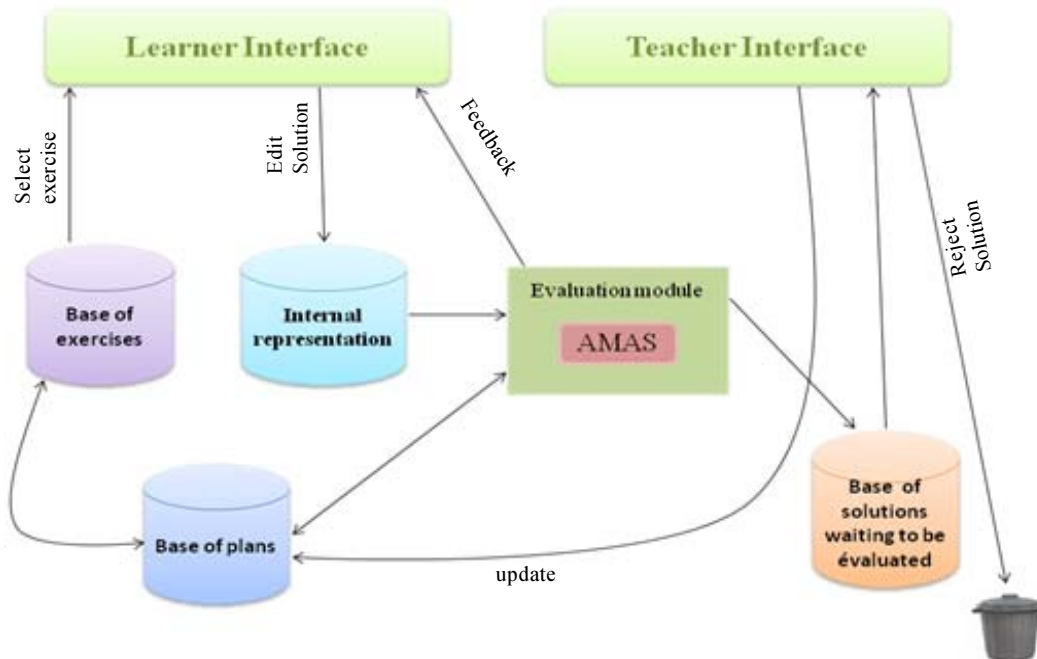 Learner Interface
Teacher Interface
Select
exercise
Edit
Solution
Feedback
Reject
Solution
Base of
exercises
Internal
representation
Evaluation module
AMAS
Base of plans
Base of
solutions
waiting to be
évaluated
update